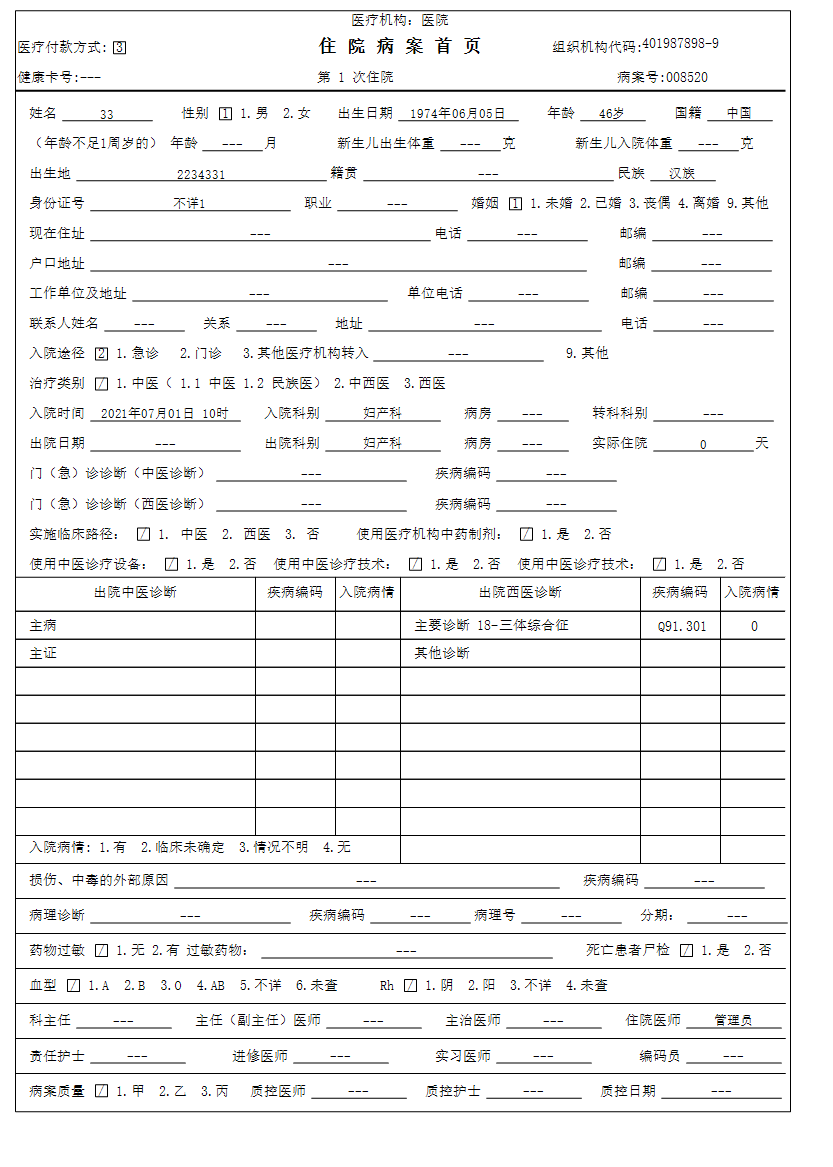 医疗机构: 医院
医疗付款方式: 3 住 院 病 案 首 页 组织机构代码:401987898-9
健康卡号:--- 第 1 次住院 病案号:008520
姓名 33 性别 1 1.男 2.女 出生日期 1974年06月05日 年龄 46岁 国籍 中国
（年龄不足1周岁的） 年龄 --- 月 新生儿出生体重 --- 克 新生儿入院体重 --- 克
出生地 2234331 籍贯 --- 民族 汉族
身份证号 不详1 职业 --- 婚姻 1 1.未婚 2.已婚 3.丧偶 4.离婚 9.其他
现在住址 --- 电话 --- 邮编 ---
户口地址 --- 邮编 ---
工作单位及地址 --- 单位电话 --- 邮编 ---
联系人姓名 --- 关系 --- 地址 --- 电话 ---
入院途径 2 1.急诊 2.门诊 3.其他医疗机构转入 --- 9.其他
治疗类别 / 1.中医（ 1.1 中医 1.2 民族医） 2.中西医 3.西医
入院时间 2021年07月01日 10时 入院科别 妇产科 病房 --- 转科科别 ---
出院日期 --- 出院科别 妇产科 病房 --- 实际住院 0 天
门（急）诊诊断（中医诊断） --- 疾病编码 ---
门（急）诊诊断（西医诊断） --- 疾病编码 ---
实施临床路径: / 1. 中医 2. 西医 3. 否 使用医疗机构中药制剂: / 1.是 2.否
使用中医诊疗设备: / 1.是 2.否 使用中医诊疗技术: / 1.是 2.否 使用中医诊疗技术: / 1.是 2.否
出院中医诊断 疾病编码 入院病情 出院西医诊断 疾病编码 入院病情
主病 主要诊断 18-三体综合征 Q91.301 0
主证 其他诊断
入院病情: 1.有 2.临床未确定 3.情况不明 4.无
损伤、中毒的外部原因 --- 疾病编码 ---
病理诊断 --- 疾病编码 --- 病理号 --- 分期: ---
药物过敏 / 1.无 2.有 过敏药物: --- 死亡患者尸检 / 1.是 2.否
血型 / 1.A 2.B 3.O 4.AB 5.不详 6.未查 Rh / 1.阴 2.阳 3.不详 4.未查
科主任 --- 主任（副主任）医师 --- 主治医师 --- 住院医师 管理员
责任护士 --- 进修医师 --- 实习医师 --- 编码员 ---
病案质量 / 1.甲 2.乙 3.丙 质控医师 --- 质控护士 --- 质控日期 ---